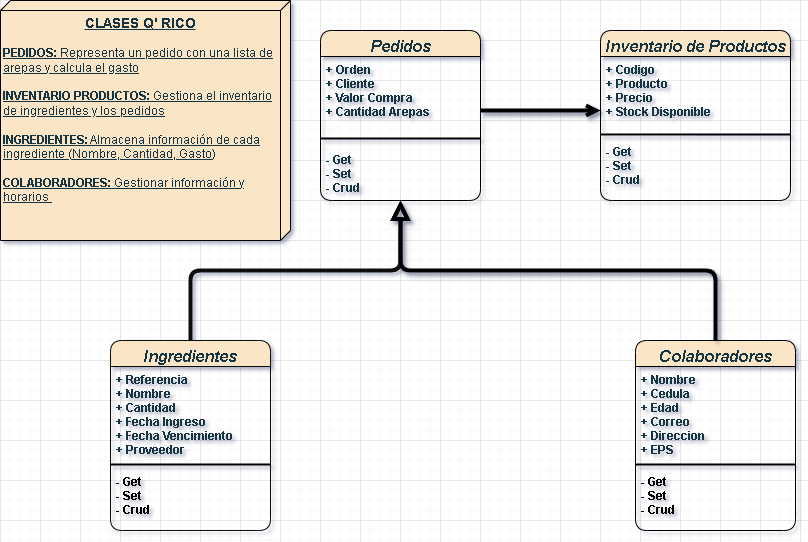 CLASES Q' RICO
PEDIDOS: Representa un pedido con una lista de
arepas y calcula el gasto
INVENTARIO PRODUCTOS: Gestiona el inventario
de ingredientes y los pedidos
INGREDIENTES: Almacena información de cada
ingrediente (Nombre, Cantidad, Gasto)
COLABORADORES: Gestionar información y
horarios
Pedidos
+ Orden
+ Cliente
+ Valor Compra
+ Cantidad Arepas
- Get
- Set
- Crud
Inventario de Productos
+ Codigo
+ Producto
+ Precio
+ Stock Disponible
- Get
- Set
- Crud
Ingredientes
+ Referencia
+ Nombre
+ Cantidad
+ Fecha Ingreso
+ Fecha Vencimiento
+ Proveedor
- Get
- Set
- Crud
Colaboradores
+ Nombre
+ Cedula
+ Edad
+ Correo
+ Direccion
+ EPS
- Get
- Set
- Crud